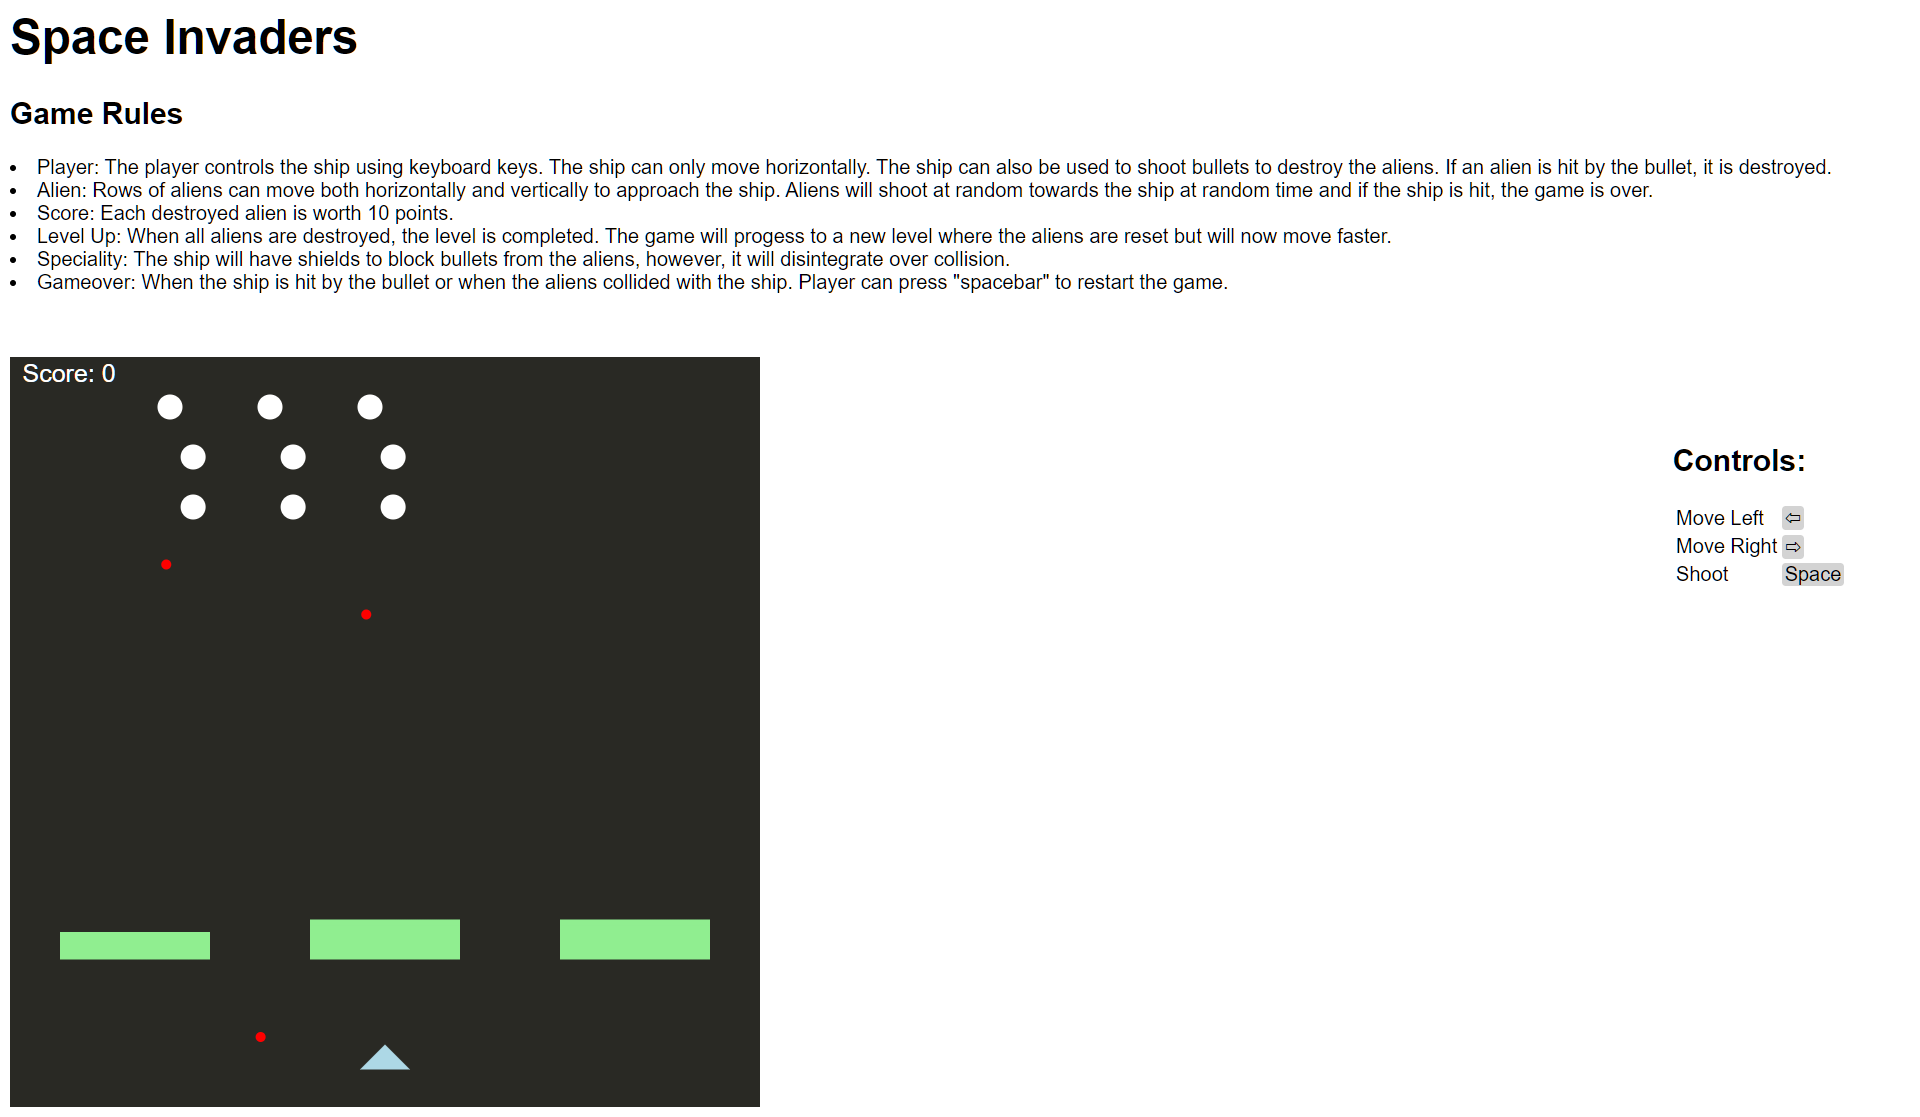 Space Invaders
Game Rules
• Player: The player controls the ship using keyboard keys. The ship can only move horizontally. The ship can also be used to shoot bullets to destroy the aliens. If an alien is hit by the bullet, it is destroyed.
• Alien: Rows of aliens can move both horizontally and vertically to approach the ship. Aliens will shoot at random towards the ship at random time and if the ship is hit, the game is over.
• Score: Each destroyed alien is worth 10 points.
• Level Up: When all aliens are destroyed, the level is completed. The game will progess to a new level where the aliens are reset but will now move faster.
• Speciality: The ship will have shields to block bullets from the aliens, however, it will disintegrate over collision.
• Gameover: When the ship is hit by the bullet or when the aliens collided with the ship. Player can press "spacebar" to restart the game.
Score: 0
Controls:
Move Left ⇦
Move Right ⇨
Shoot Space